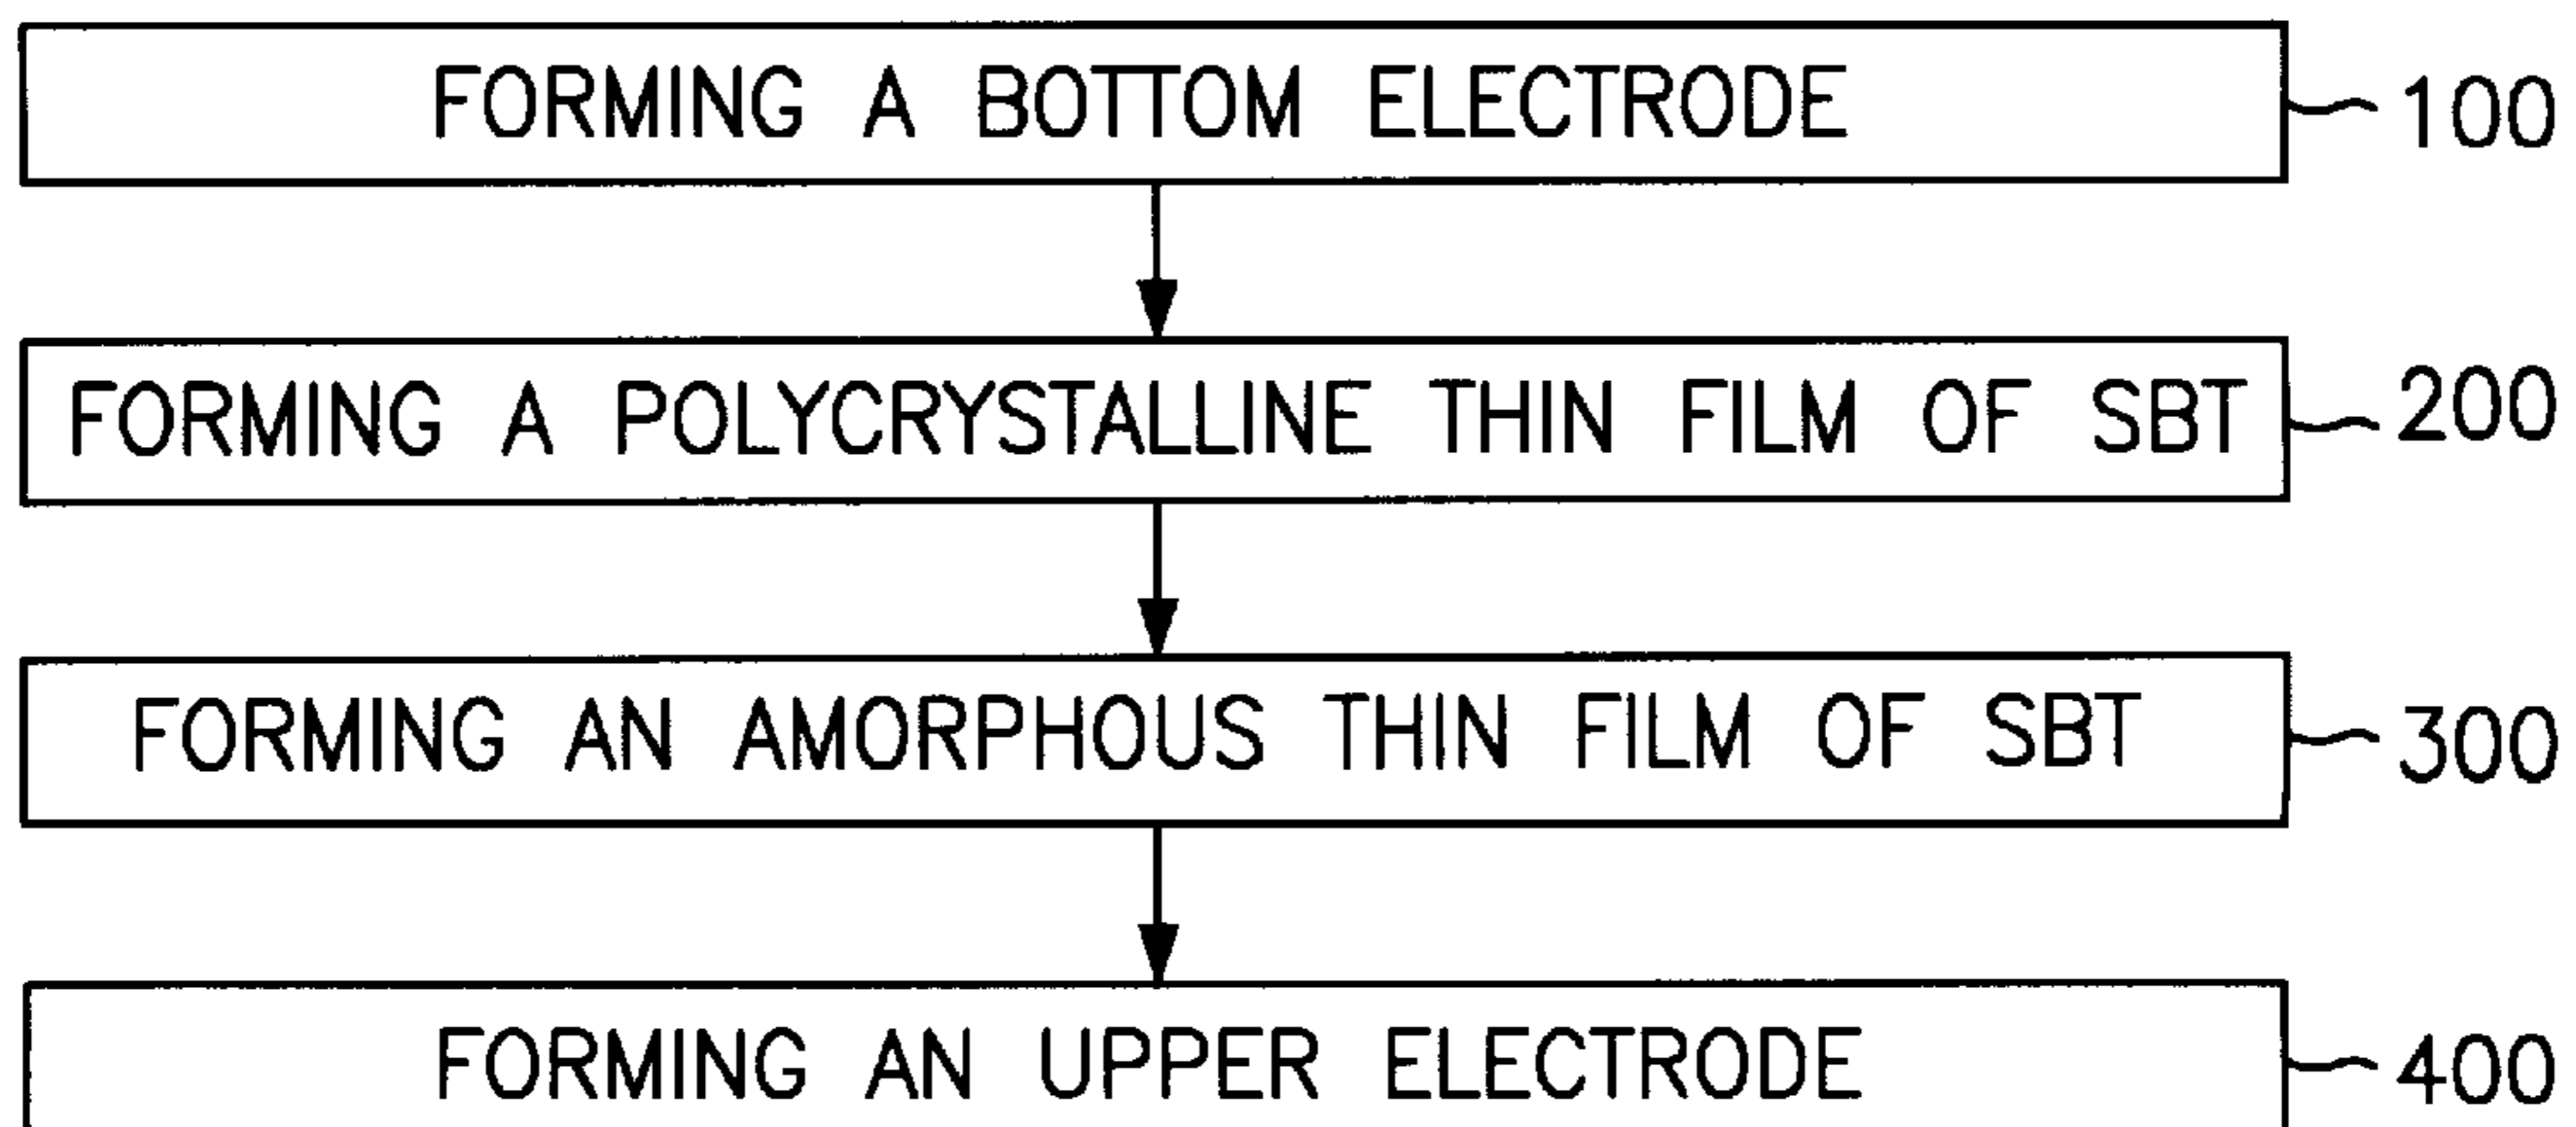 FORMING A BOTTOM ELECTRODE 100
FORMING A POLYCRYSTALLINE THIN FILM OF SBT 200
FORMING AN AMORPHOUS THIN FILM OF SBT 300
FORMING AN UPPER ELECTRODE 400